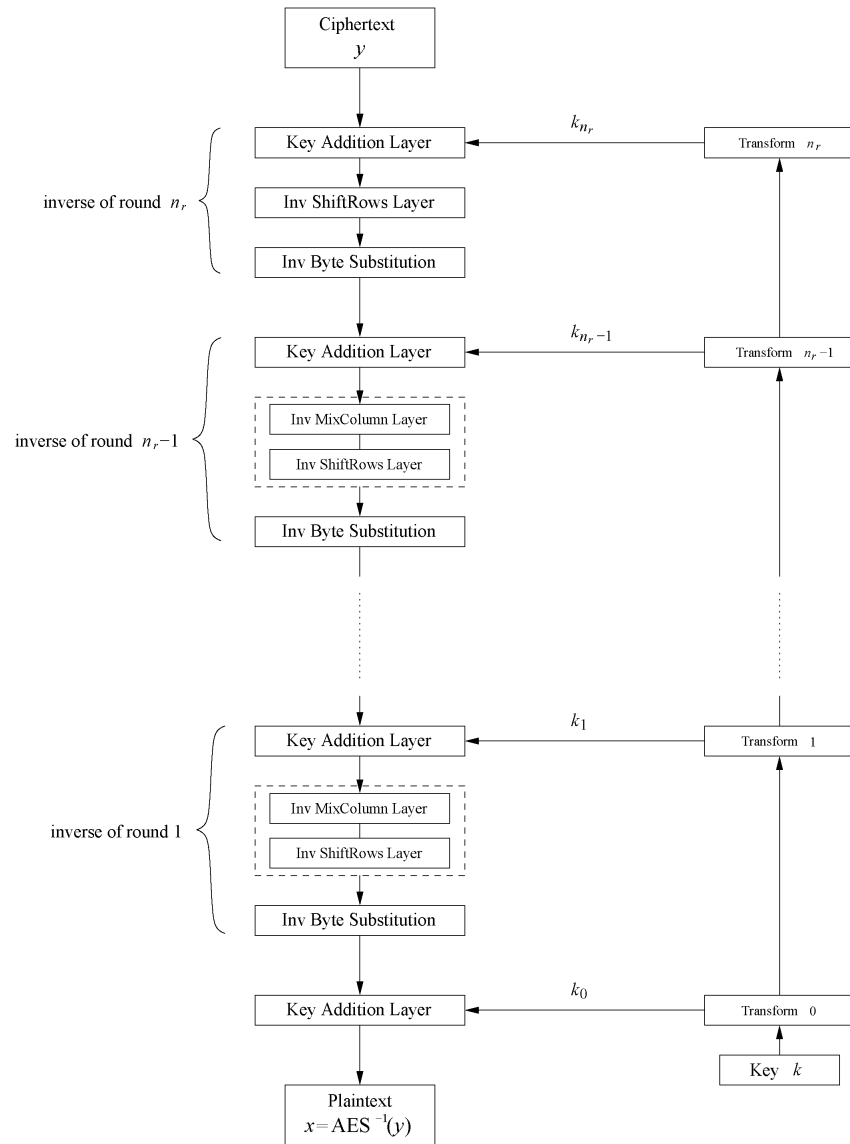 Ciphertext
y
Key Addition Layer
k_{n_r}
Transform n_r
inverse of round n_r
Inv ShiftRows Layer
Inv Byte Substitution
Key Addition Layer
k_{n_r−1}
Transform n_r−1
Inv MixColumn Layer
inverse of round n_r−1
Inv ShiftRows Layer
Inv Byte Substitution
Key Addition Layer
k_1
Transform 1
Inv MixColumn Layer
inverse of round 1
Inv ShiftRows Layer
Inv Byte Substitution
Key Addition Layer
k_0
Transform 0
Key k
Plaintext
x = AES^{−1}(y)